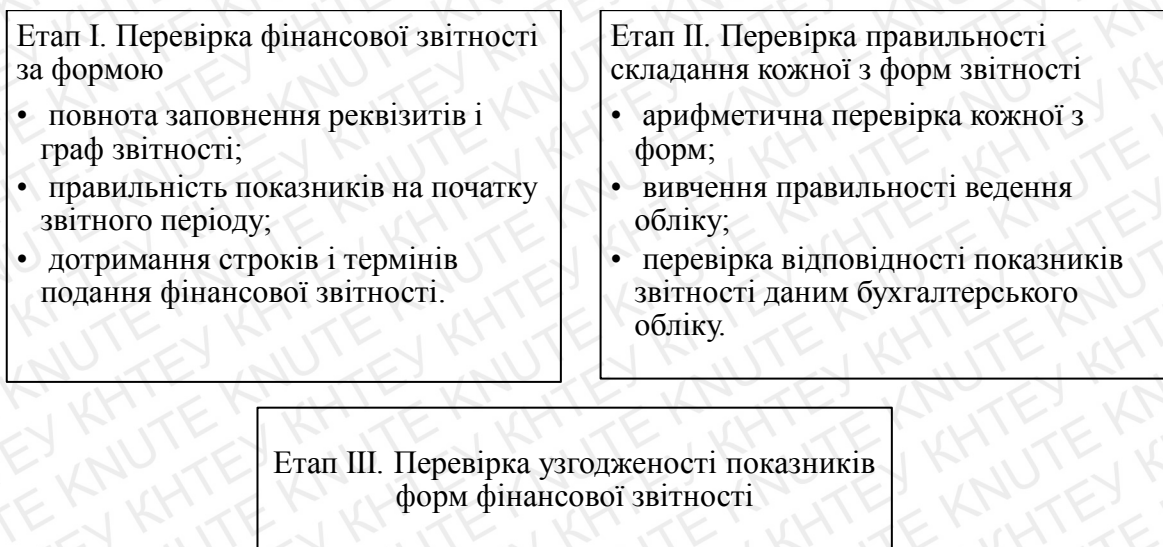 Етап І. Перевірка фінансової звітності
за формою
• повнота заповнення реквізитів і
граф звітності;
• правильність показників на початку
звітного періоду;
• дотримання строків і термінів
подання фінансової звітності.
Етап ІІ. Перевірка правильності
складання кожної з форм звітності
• арифметична перевірка кожної з
форм;
• вивчення правильності ведення
обліку;
• перевірка відповідності показників
звітності даним бухгалтерського
обліку.
Етап ІІІ. Перевірка узгодженості показників
форм фінансової звітності